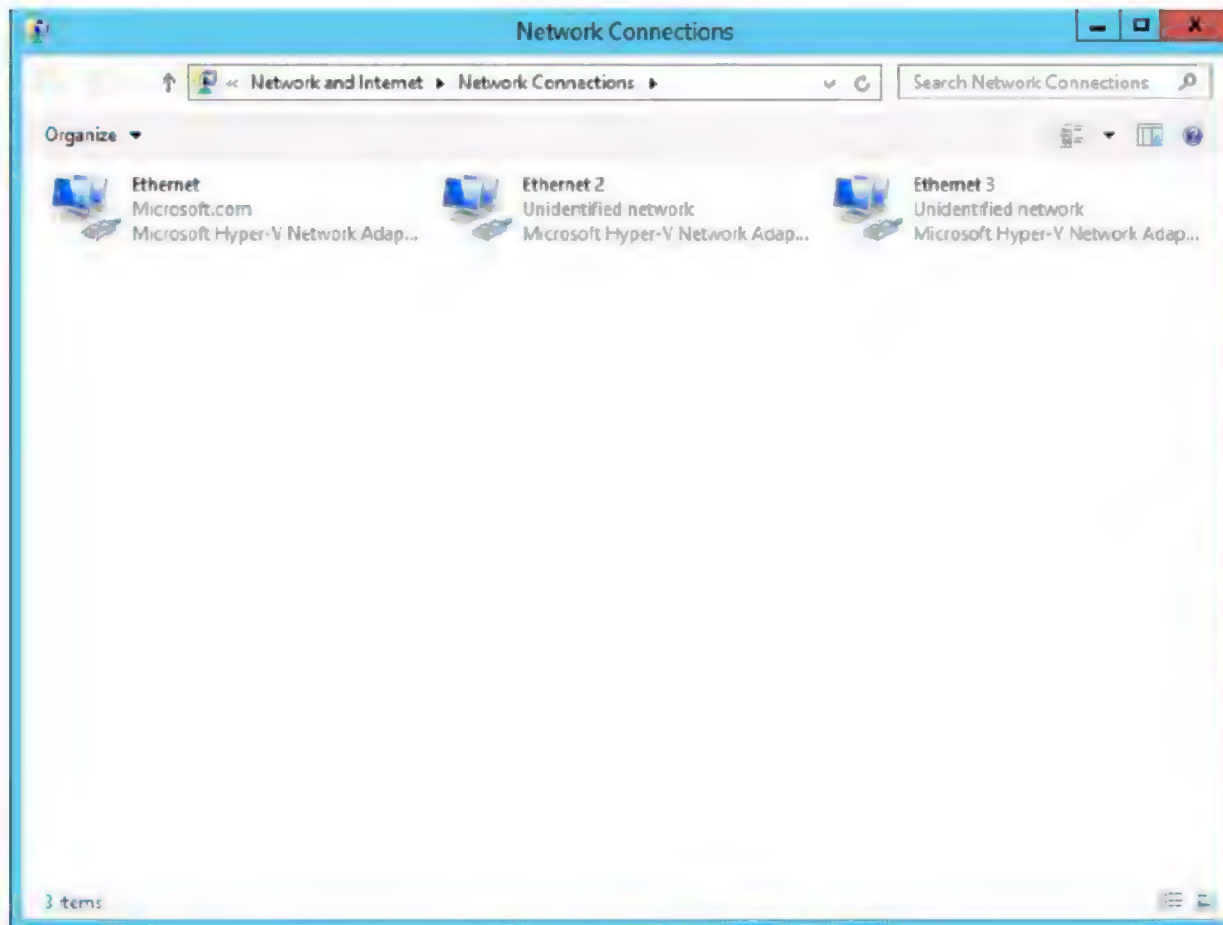 Network Connections
« Network and Internet ▸ Network Connections ▸
Search Network Connections
Organize
Ethernet
Microsoft.com
Microsoft Hyper-V Network Adap...
Ethernet 2
Unidentified network
Microsoft Hyper-V Network Adap...
Ethernet 3
Unidentified network
Microsoft Hyper-V Network Adap...
3 items